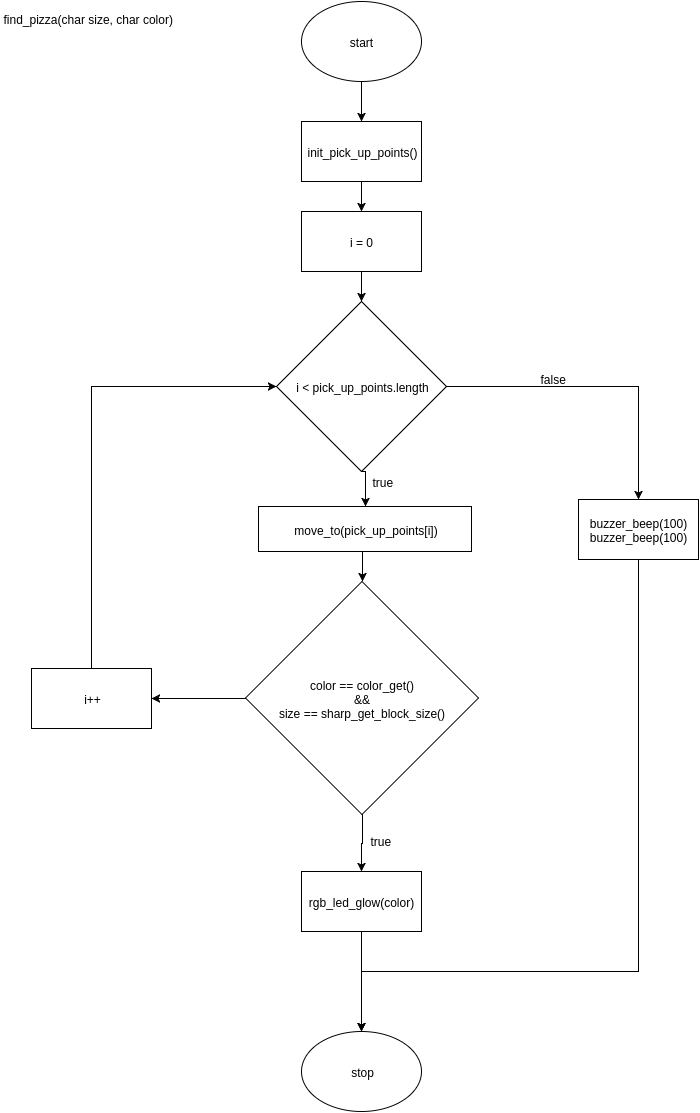 find_pizza(char size, char color)
start
init_pick_up_points()
i = 0
i < pick_up_points.length
false
true
move_to(pick_up_points[i])
buzzer_beep(100)
buzzer_beep(100)
color == color_get()
&&
size == sharp_get_block_size()
i++
true
rgb_led_glow(color)
stop